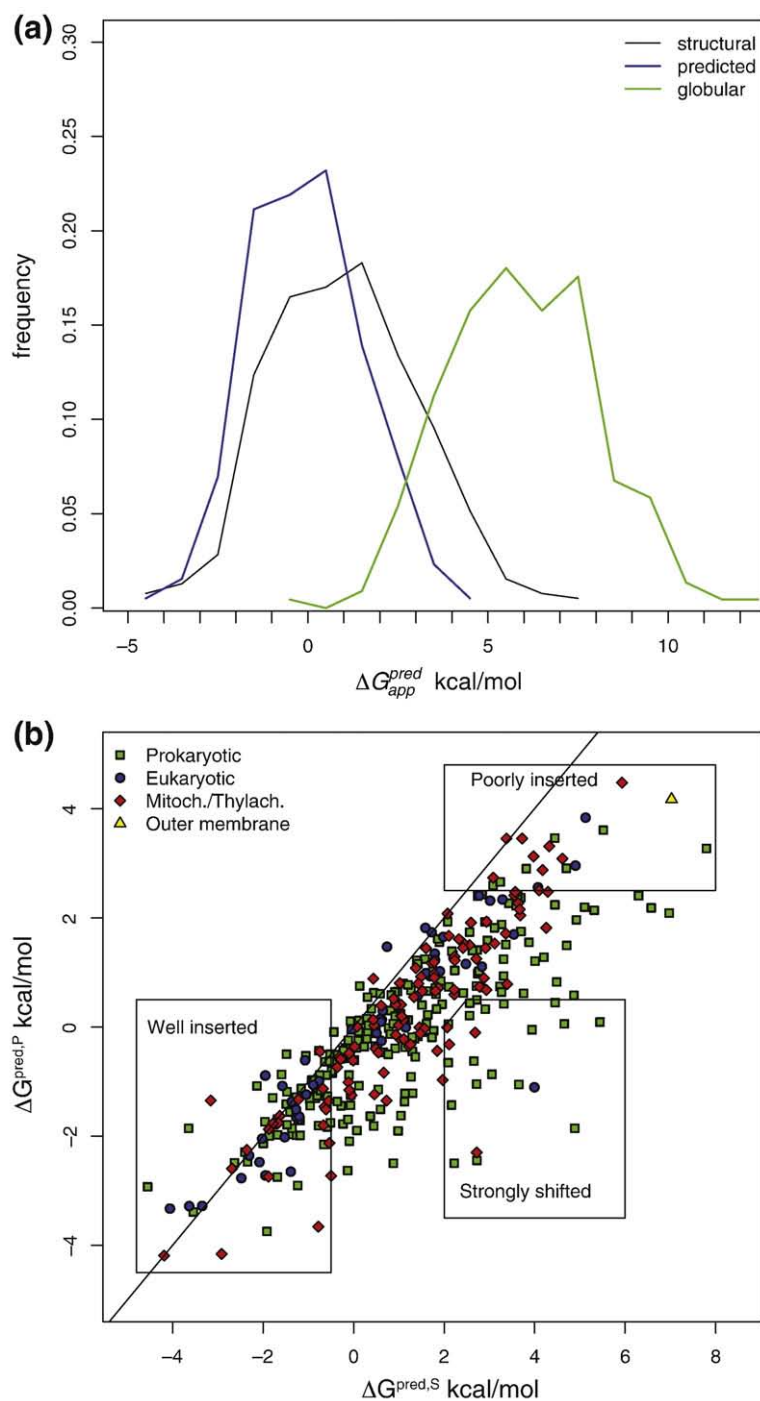 (a)
0.30
structural
predicted
globular
0.25
0.20
0.15
0.10
0.05
0.00
frequency
−5 0 5 10
ΔG_app^pred kcal/mol
(b)
Prokaryotic
Eukaryotic
Mitoch./Thylach.
Outer membrane
Poorly inserted
Well inserted
Strongly shifted
4
2
0
−2
−4
ΔG^pred,P kcal/mol
−4 −2 0 2 4 6 8
ΔG^pred,S kcal/mol